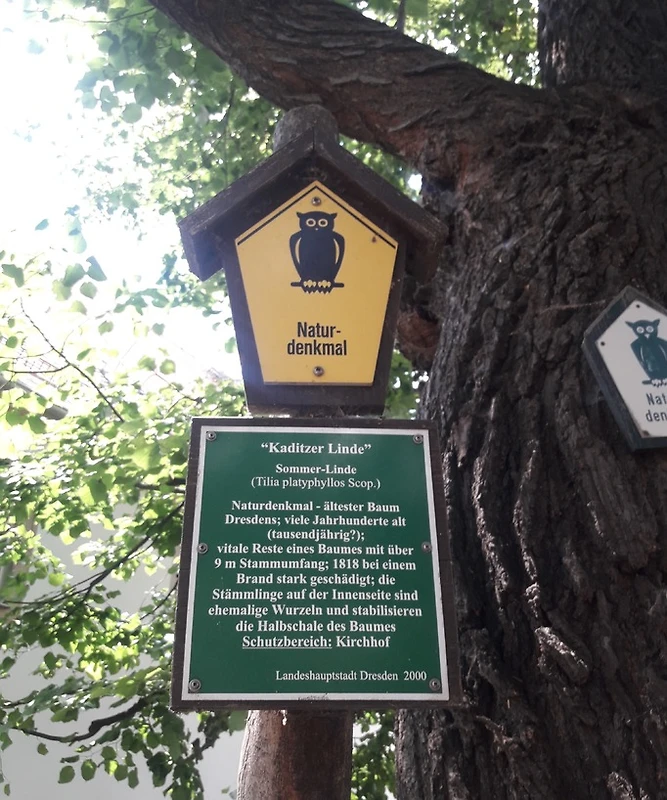 Natur-
denkmal
"Kaditzer Linde"
Sommer-Linde
(Tilia platyphyllos Scop.)
Naturdenkmal - ältester Baum
Dresdens; viele Jahrhunderte alt
(tausendjährig?);
vitale Reste eines Baumes mit über
9 m Stammumfang; 1818 bei einem
Brand stark geschädigt; die
Stämmlinge auf der Innenseite sind
ehemalige Wurzeln und stabilisieren
die Halbschale des Baumes
Schutzbereich: Kirchhof
Landeshauptstadt Dresden 2000
Nat
den